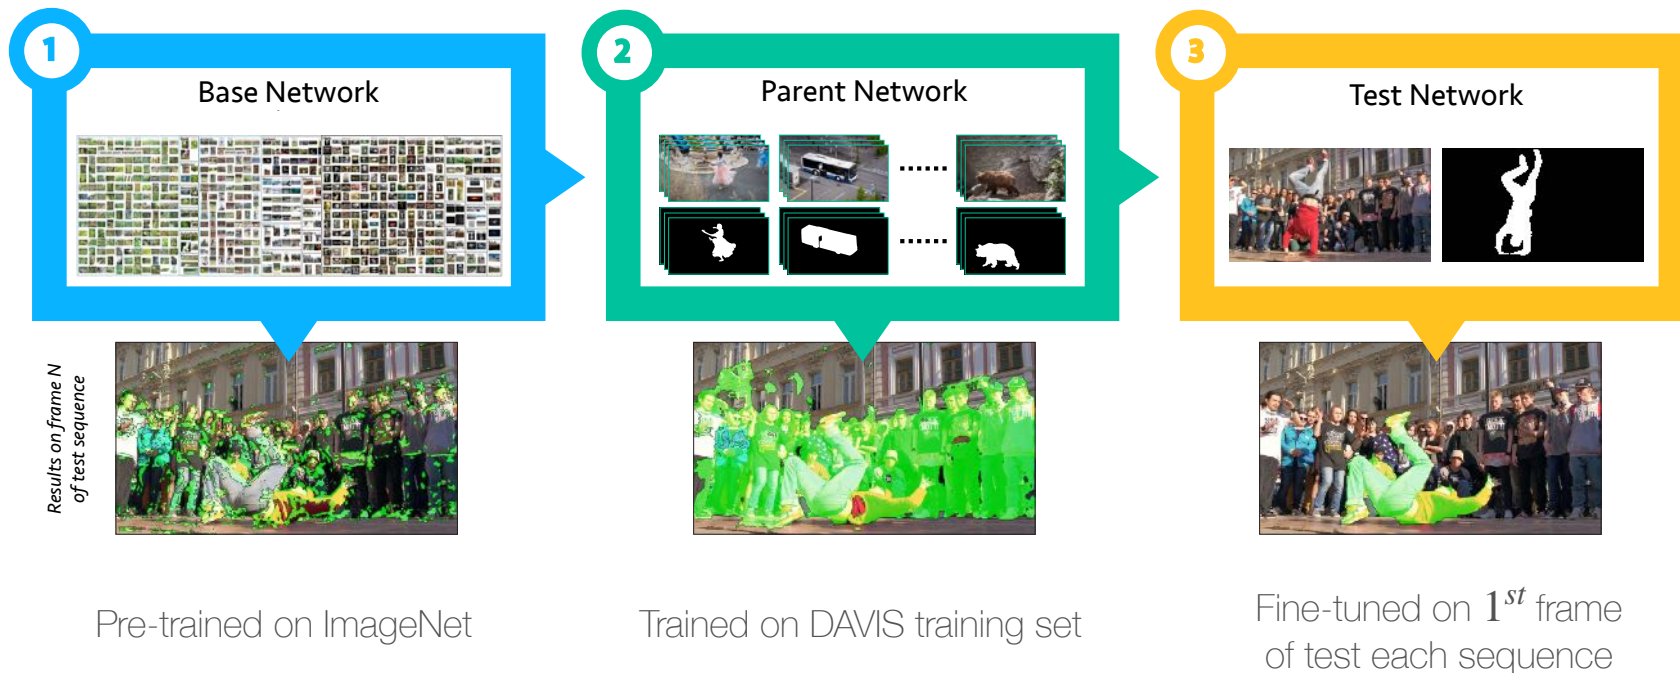 1
Base Network
2
Parent Network
3
Test Network
Results on frame N
of test sequence
Pre-trained on ImageNet
Trained on DAVIS training set
Fine-tuned on 1st frame
of test each sequence